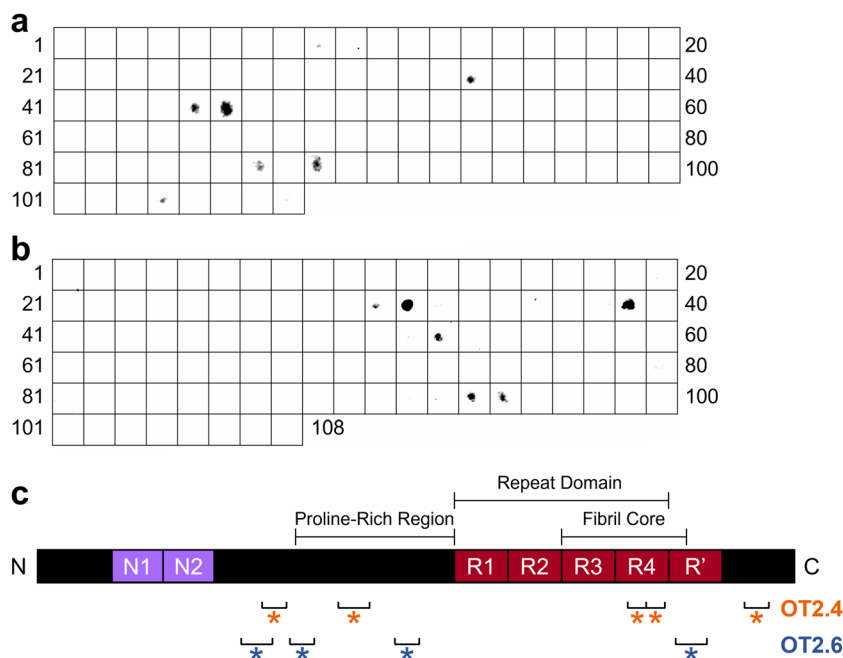 a
1 20
21 40
41 60
61 80
81 100
101
b
1 20
21 40
41 60
61 80
81 100
101 108
c
Repeat Domain
Proline-Rich Region Fibril Core
N N1 N2 R1 R2 R3 R4 R' C
* * * * * OT2.4
* * * * OT2.6